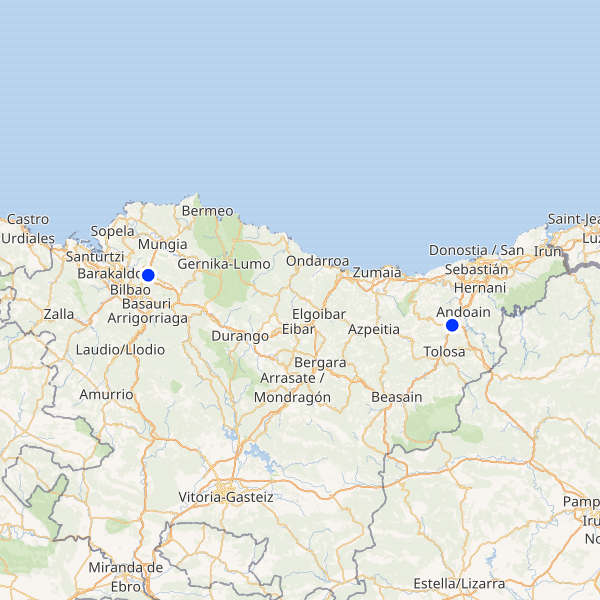 Bermeo
Castro
Urdiales
Saint-Je
Luz
Sopela
Mungia
Donostia / San
Sebastián
Irun
Santurtzi
Gernika-Lumo
Ondarroa
Barakaldo
Zumaia
Bilbao
Hernani
Basauri
Arrigorriaga
Zalla
Elgoibar
Andoain
Eibar
Azpeitia
Durango
Laudio/Llodio
Tolosa
Bergara
Arrasate /
Mondragón
Amurrio
Beasain
Vitoria-Gasteiz
Pamp
Iru
No
Miranda de
Ebro
Estella/Lizarra